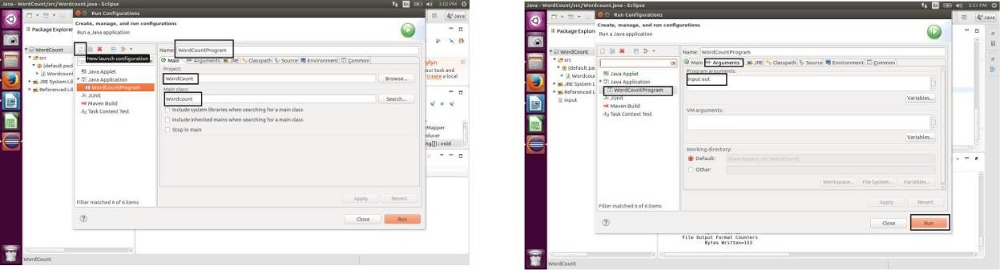 Java - WordCount/src/Wordcount.java - Eclipse
En
3:02 PM
Run Configurations
Java
Package Explorer
Create, manage, and run configurations
Run a Java application
WordCount
src
(default pac
Wordcount
JRE System Li
Referenced Li
New launch configuration
Java Applet
Java Application
WordCountProgram
JUnit
Maven Build
Task Context Test
Filter matched 6 of 6 items
Name: WordCountProgram
Main Arguments JRE Classpath Source Environment Common
Project:
WordCount
Browse...
Main class:
Wordcount
Search...
Include system libraries when searching for a main class
Include inherited mains when searching for a main class
Stop in main
Apply Revert
Close Run
ylyn
our task and
create a local
Mapper
educer
ng[]) : void
WordCount
Java - WordCount/src/Wordcount.java - Eclipse
En
3:51 PM
Run Configurations
Java
Package Explor
Create, manage, and run configurations
Run a Java application
WordCount
src
(default pa
Wordcou
JRE System L
Referenced L
input
Java Applet
Java Application
WordCountProgram
JUnit
Maven Build
Task Context Test
Filter matched 6 of 6 items
Name: WordCountProgram
Main Arguments JRE Classpath Source Environment Common
Program arguments:
input out
Variables...
VM arguments:
Variables...
Working directory:
Default: ${workspace_loc:WordCount}
Other:
Workspace... File System... Variables...
Apply Revert
Close Run
File Output Format Counters
Bytes Written=153
WordCount